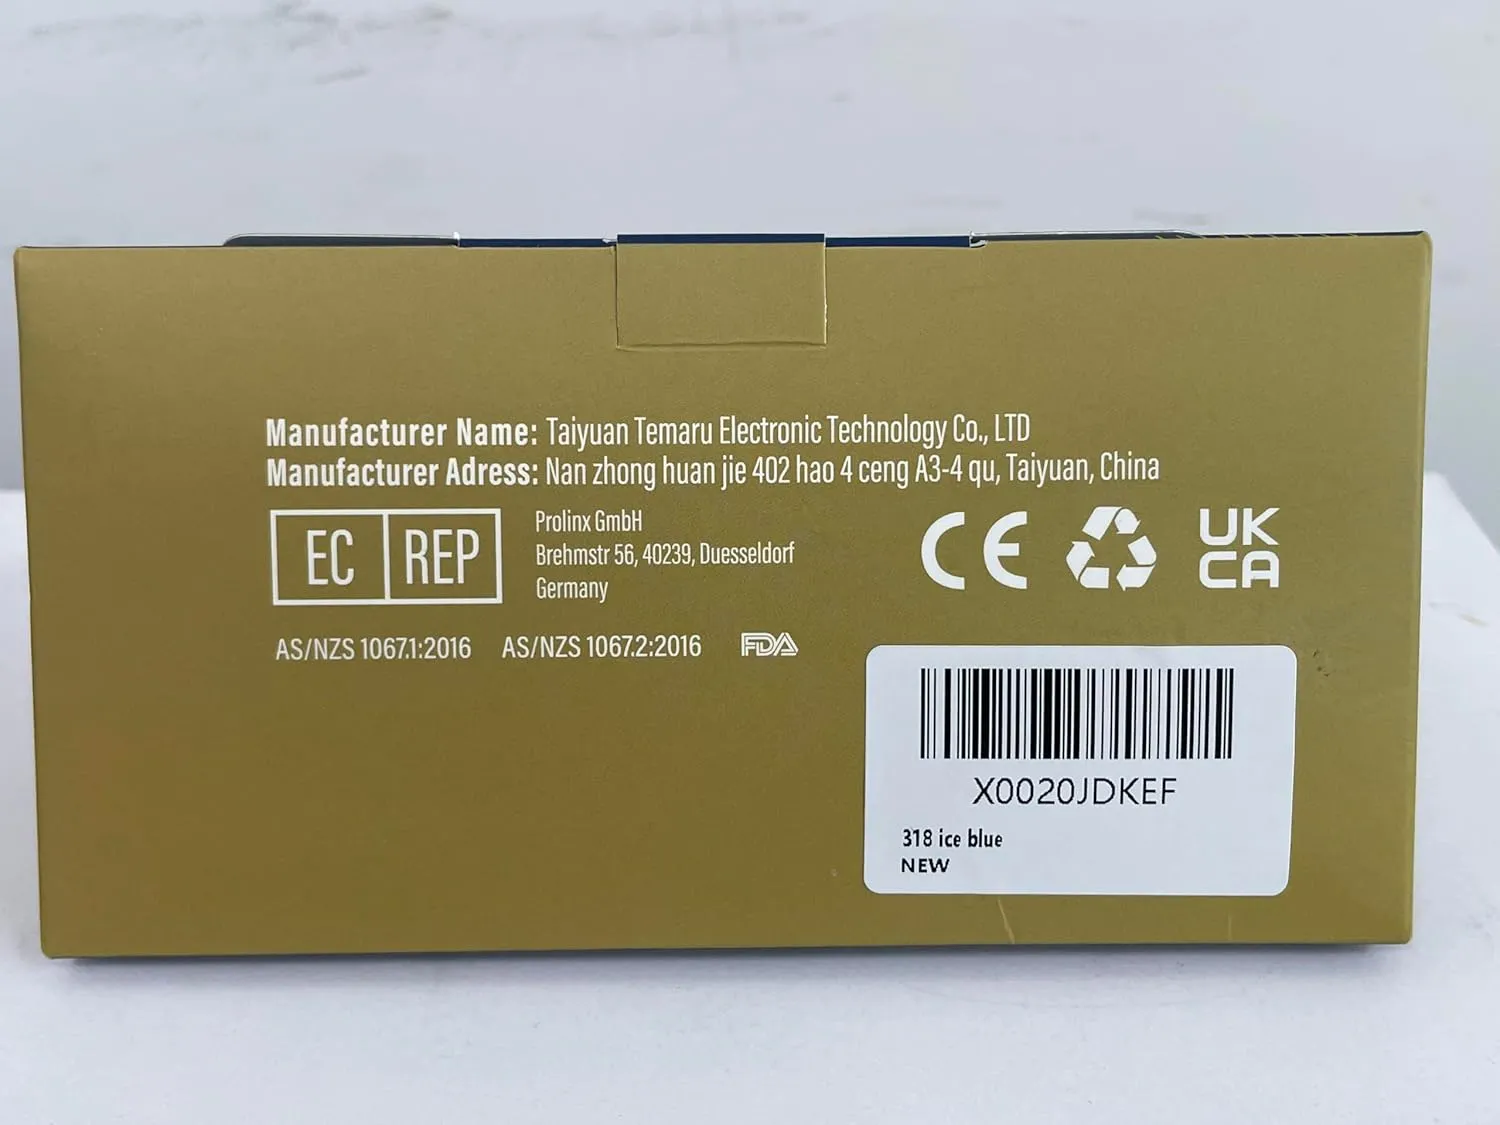 Manufacturer Name: Taiyuan Temaru Electronic Technology Co., LTD
Manufacturer Adress: Nan zhong huan jie 402 hao 4 ceng A3-4 qu, Taiyuan, China
EC REP
Prolinx GmbH
Brehmstr 56, 40239, Duesseldorf
Germany
CE
UK
CA
AS/NZS 1067.1:2016 AS/NZS 1067.2:2016 FDA
X0020JDKEF
318 ice blue
NEW